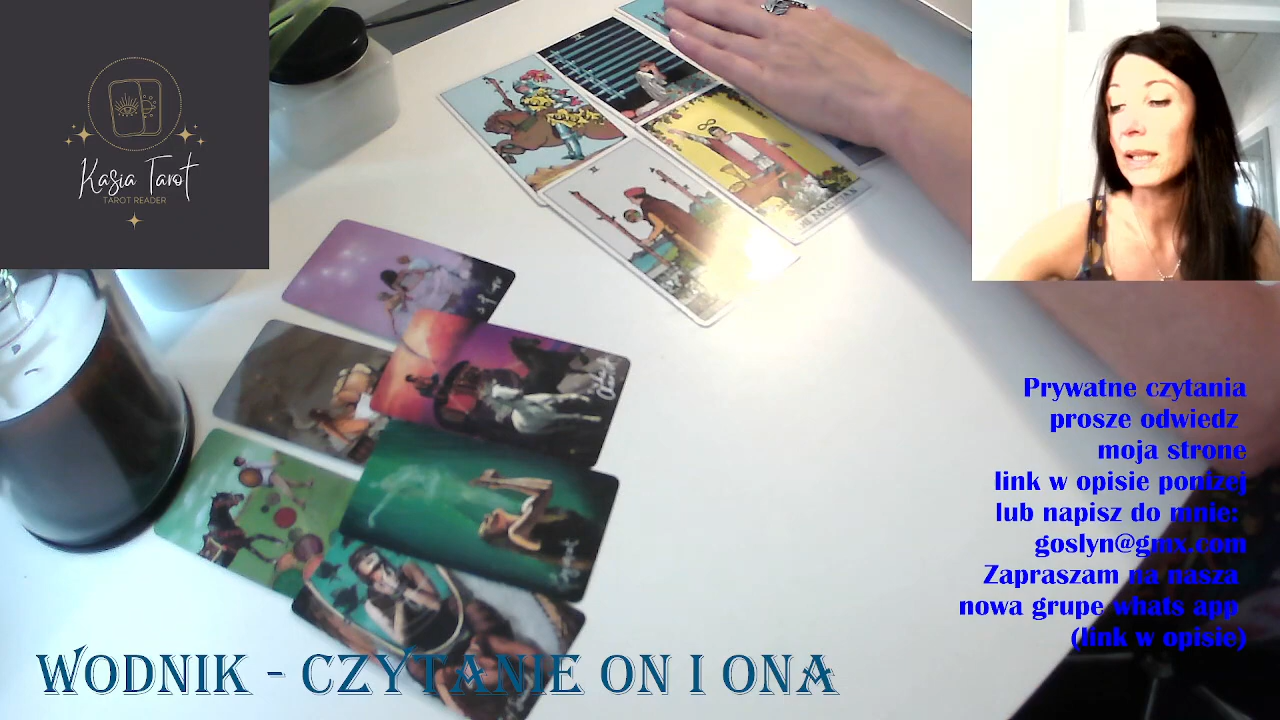 Kasia Tarot
TAROT READER
Prywatne czytania
prosze odwiedz
moja strone
link w opisie ponizej
lub napisz do mnie:
goslyn@gmx.com
Zapraszam na nasza
nowa grupe whats app
(link w opisie)
WODNIK - CZYTANIE ON I ONA